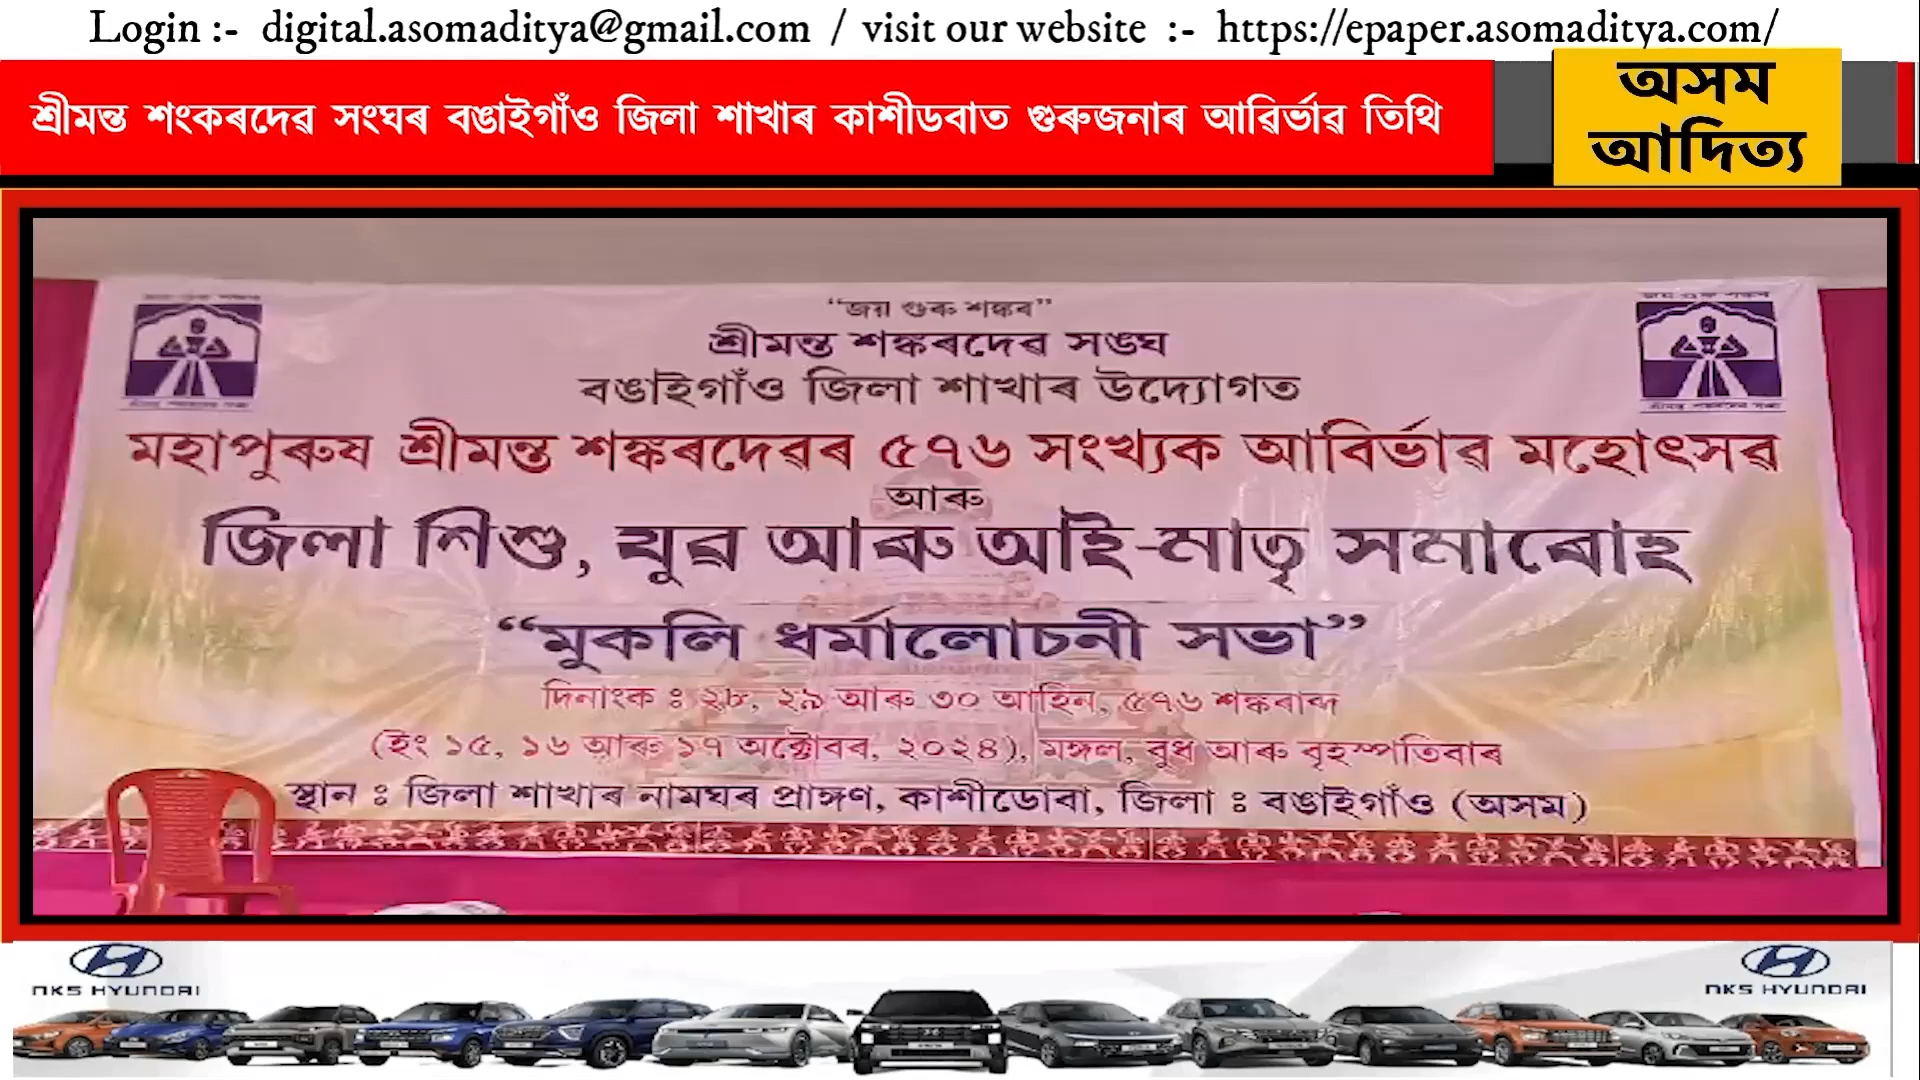 Login :- digital.asomaditya@gmail.com / visit our website :- https://epaper.asomaditya.com/
শ্ৰীমন্ত শংকৰদেৱ সংঘৰ বঙাইগাঁও জিলা শাখাৰ কাশীডবাত গুৰুজনাৰ আৱিৰ্ভাৱ তিথি
অসম
আদিত্য
“জয় গুৰু শঙ্কৰ”
শ্ৰীমন্ত শঙ্কৰদেৱ সঙ্ঘ
বঙাইগাঁও জিলা শাখাৰ উদ্যোগত
মহাপুৰুষ শ্ৰীমন্ত শঙ্কৰদেৱৰ ৫৭৬ সংখ্যক আবিৰ্ভাৱ মহোৎসৱ
আৰু
জিলা শিশু, যুৱ আৰু আই-মাতৃ সমাৰোহ
“মুকলি ধৰ্মালোচনী সভা”
দিনাংক ঃ ২৮, ২৯ আৰু ৩০ আহিন, ৫৭৬ শঙ্কৰাব্দ
(ইং ১৫, ১৬ আৰু ১৭ অক্টোবৰ, ২০২৪), মঙ্গল, বুধ আৰু বৃহস্পতিবাৰ
স্থান ঃ জিলা শাখাৰ নামঘৰ প্ৰাঙ্গণ, কাশীডোবা, জিলা ঃ বঙাইগাঁও (অসম)
NKS HYUNDAI
NKS HYUNDAI